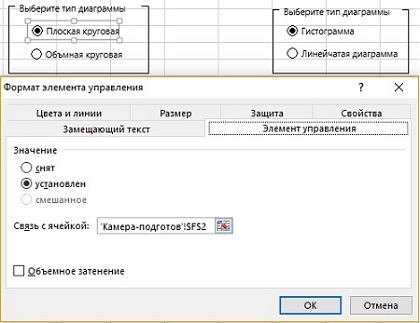 Выберите тип диаграммы
Плоская круговая
Объмная круговая
Выберите тип диаграммы
Гистограмма
Линейчатая диаграмма
Формат элемента управления ? ×
Цвета и линии Размер Защита Свойства
Замещающий текст Элемент управления
Значение
снят
установлен
смешанное
Связь с ячейкой: 'Камера-подготов'!$F$2
Объемное затенение
ОК Отмена